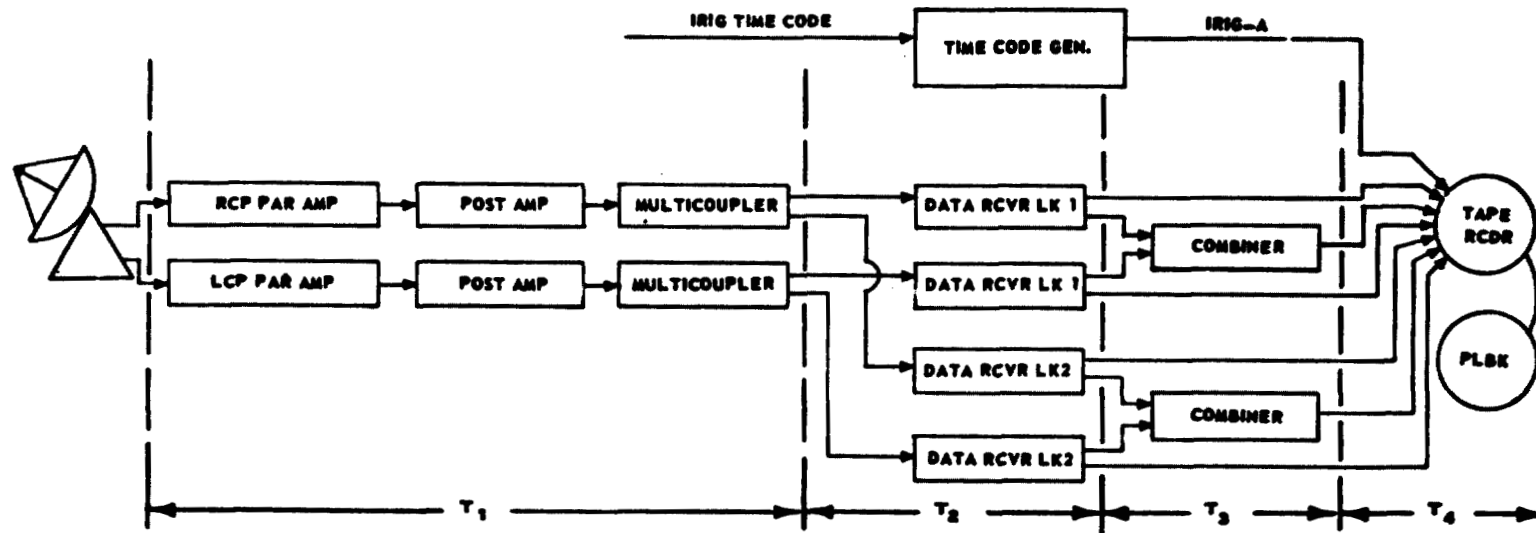 IRIG TIME CODE
TIME CODE GEN.
IRIG-A
RCP PAR AMP
POST AMP
MULTICOUPLER
DATA RCVR LK 1
COMBINER
TAPE
RCDR
LCP PAR AMP
POST AMP
MULTICOUPLER
DATA RCVR LK 1
DATA RCVR LK2
PLBK
COMBINER
DATA RCVR LK2
T1
T2
T3
T4